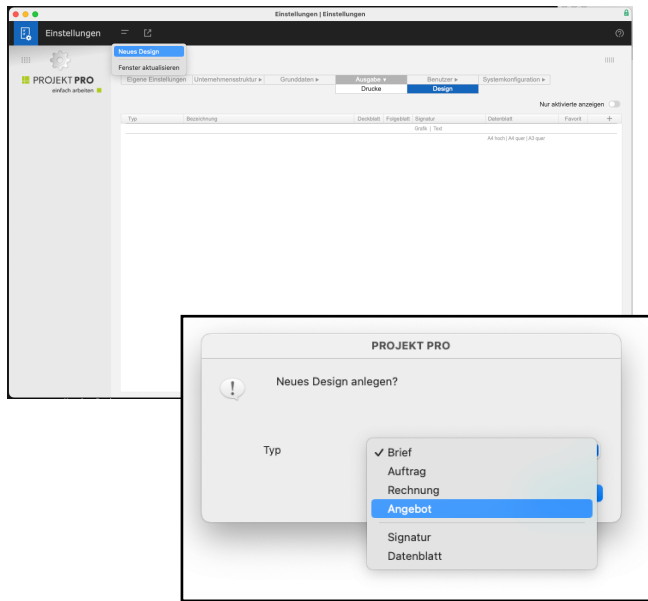 Einstellungen | Einstellungen
Einstellungen
Neues Design
Fenster aktualisieren
PROJEKT PRO
einfach arbeiten
Eigene Einstellungen Unternehmensstruktur ▸ Grunddaten ▸ Ausgabe ▾ Benutzer ▸ Systemkonfiguration ▸
Drucke Design
Nur aktivierte anzeigen
Typ Bezeichnung Deckblatt Folgeblatt Signatur Datenblatt Favorit +
Grafik | Text
A4 hoch | A4 quer | A3 quer
PROJEKT PRO
Neues Design anlegen?
Typ
✓ Brief
Auftrag
Rechnung
Angebot
Signatur
Datenblatt